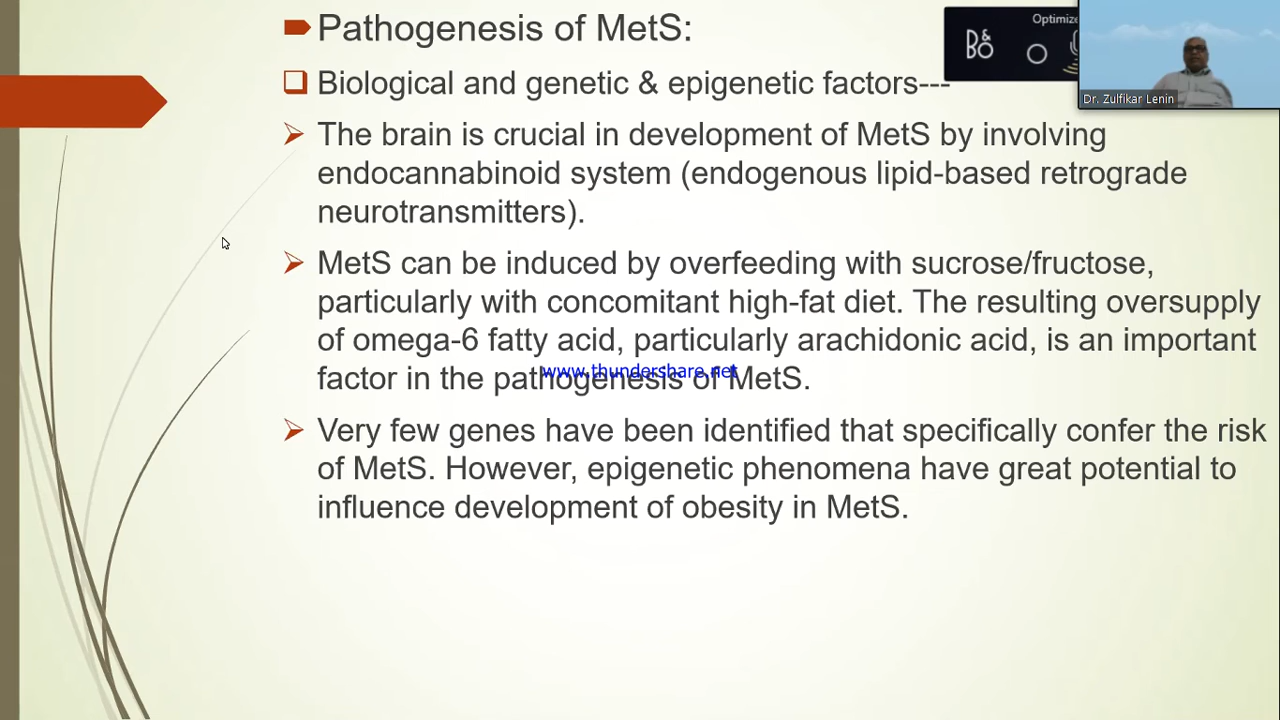 Pathogenesis of MetS:
Optimize
B&O
Biological and genetic & epigenetic factors---
Dr. Zulfikar Lenin
The brain is crucial in development of MetS by involving
endocannabinoid system (endogenous lipid-based retrograde
neurotransmitters).
MetS can be induced by overfeeding with sucrose/fructose,
particularly with concomitant high-fat diet. The resulting oversupply
of omega-6 fatty acid, particularly arachidonic acid, is an important
factor in the pathogenesis of MetS.
www.thundershare.net
Very few genes have been identified that specifically confer the risk
of MetS. However, epigenetic phenomena have great potential to
influence development of obesity in MetS.